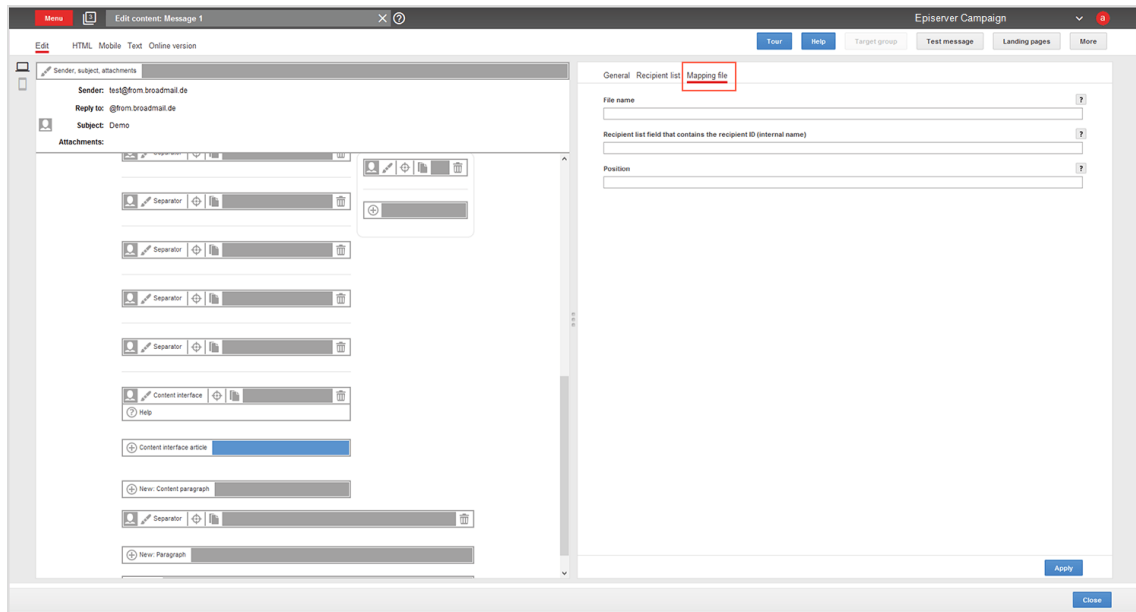 Menu 3 Edit content: Message 1 Episerver Campaign a
Edit HTML Mobile Text Online version Tour Help Target group Test message Landing pages More
Sender, subject, attachments
Sender: test@from.broadmail.de
Reply to: @from.broadmail.de
Subject: Demo
Attachments:
General Recipient list Mapping file
File name ?
Recipient list field that contains the recipient ID (internal name) ?
Position ?
Separator
Separator
Separator
Separator
Separator
Content interface
Help
Content interface article
New: Content paragraph
Separator
New: Paragraph
Apply
Close